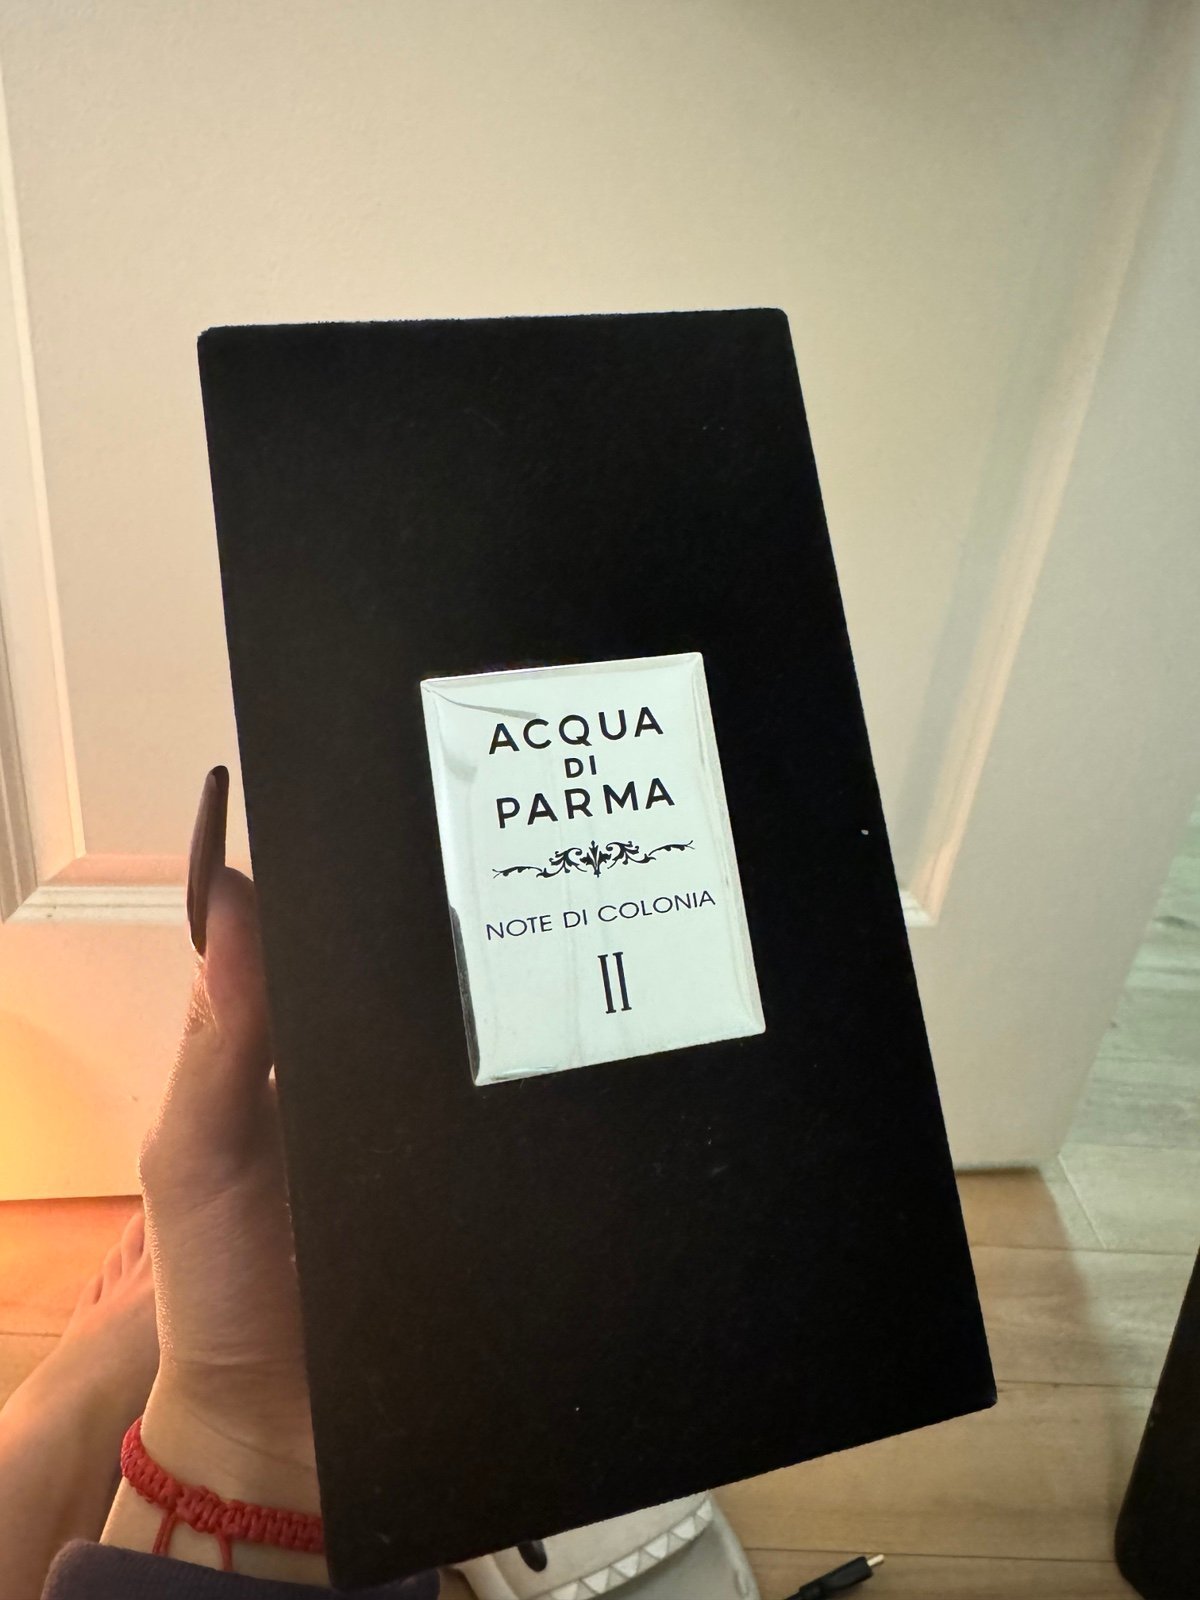 ACQUA
DI
PARMA
NOTE DI COLONIA
II